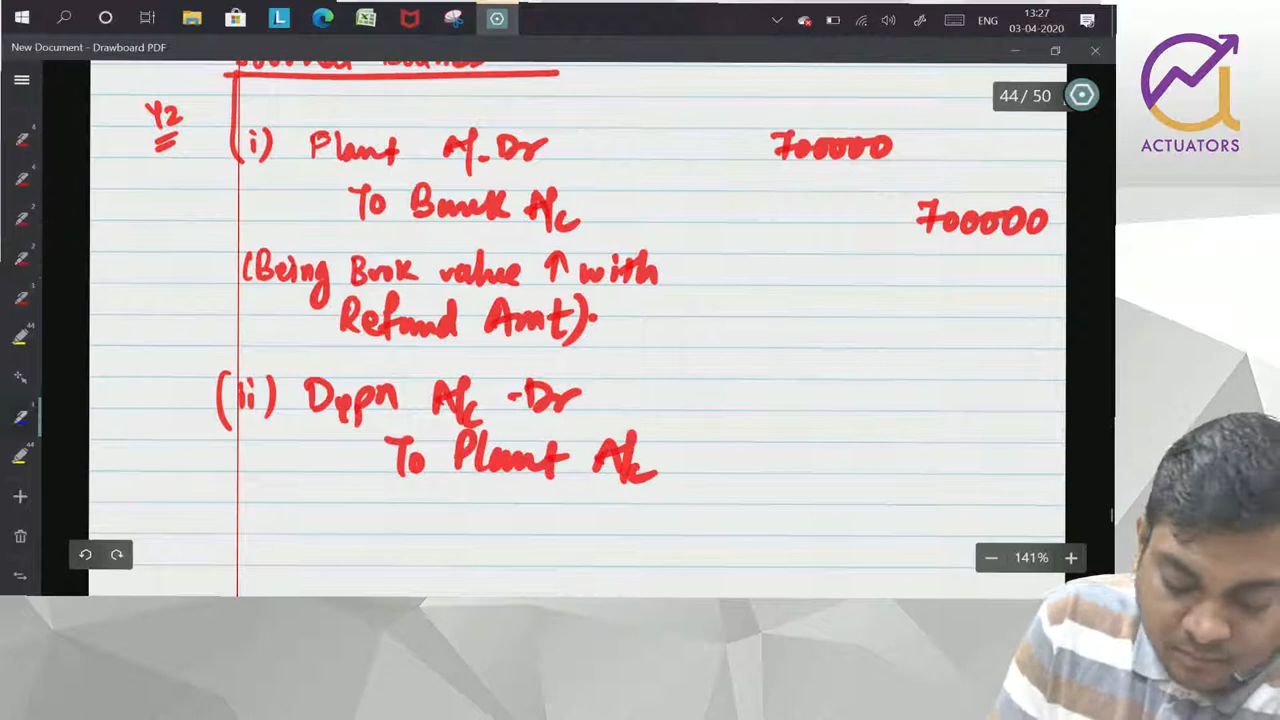 13:27
ENG
03-04-2020
New Document - Drawboard PDF
44 / 50
Y2
(i) Plant A/c - Dr 700000
To Bank A/c 700000
(Being Book value ↑ with
Refund Amt).
(ii) Depn A/c - Dr
To Plant A/c
141%
ACTUATORS